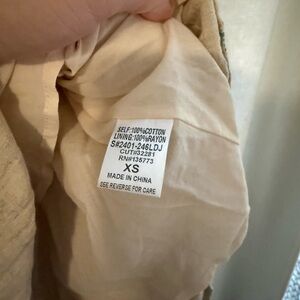 SELF:100%COTTON
LINING:100%RAYON
S#2401-246LDJ
CUT#32281
RN#135773
XS
MADE IN CHINA
SEE REVERSE FOR CARE